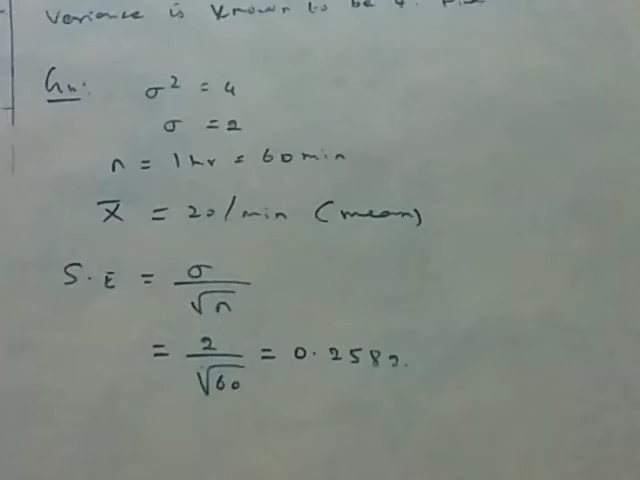 variance is known to be 4.
Gn: σ² = 4
σ = 2
n = 1 hr = 60 min
x̄ = 20/min (mean)
S.E = σ/√n
= 2/√60 = 0.2582.